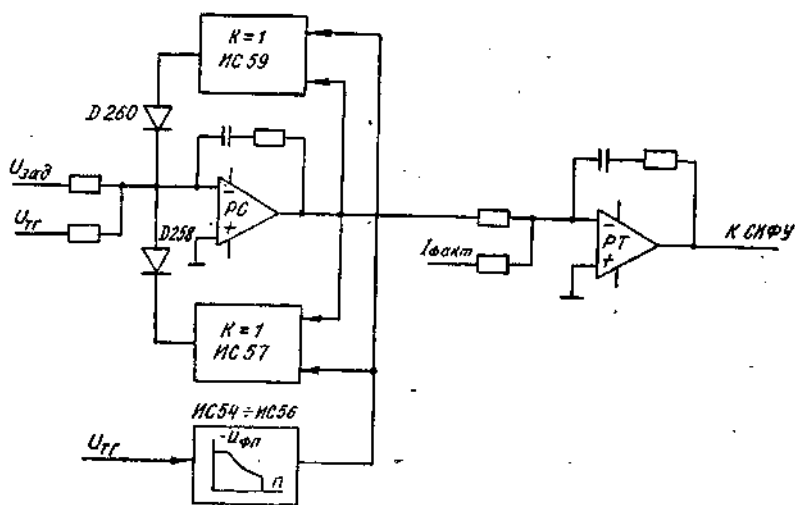 K = 1
ИС 59
D 260
Uзад
Uтг
PC
D258
K = 1
ИС 57
ИС54 ÷ ИС56
-Uфп
n
Uтг
Iфакт
PT
К СИФУ